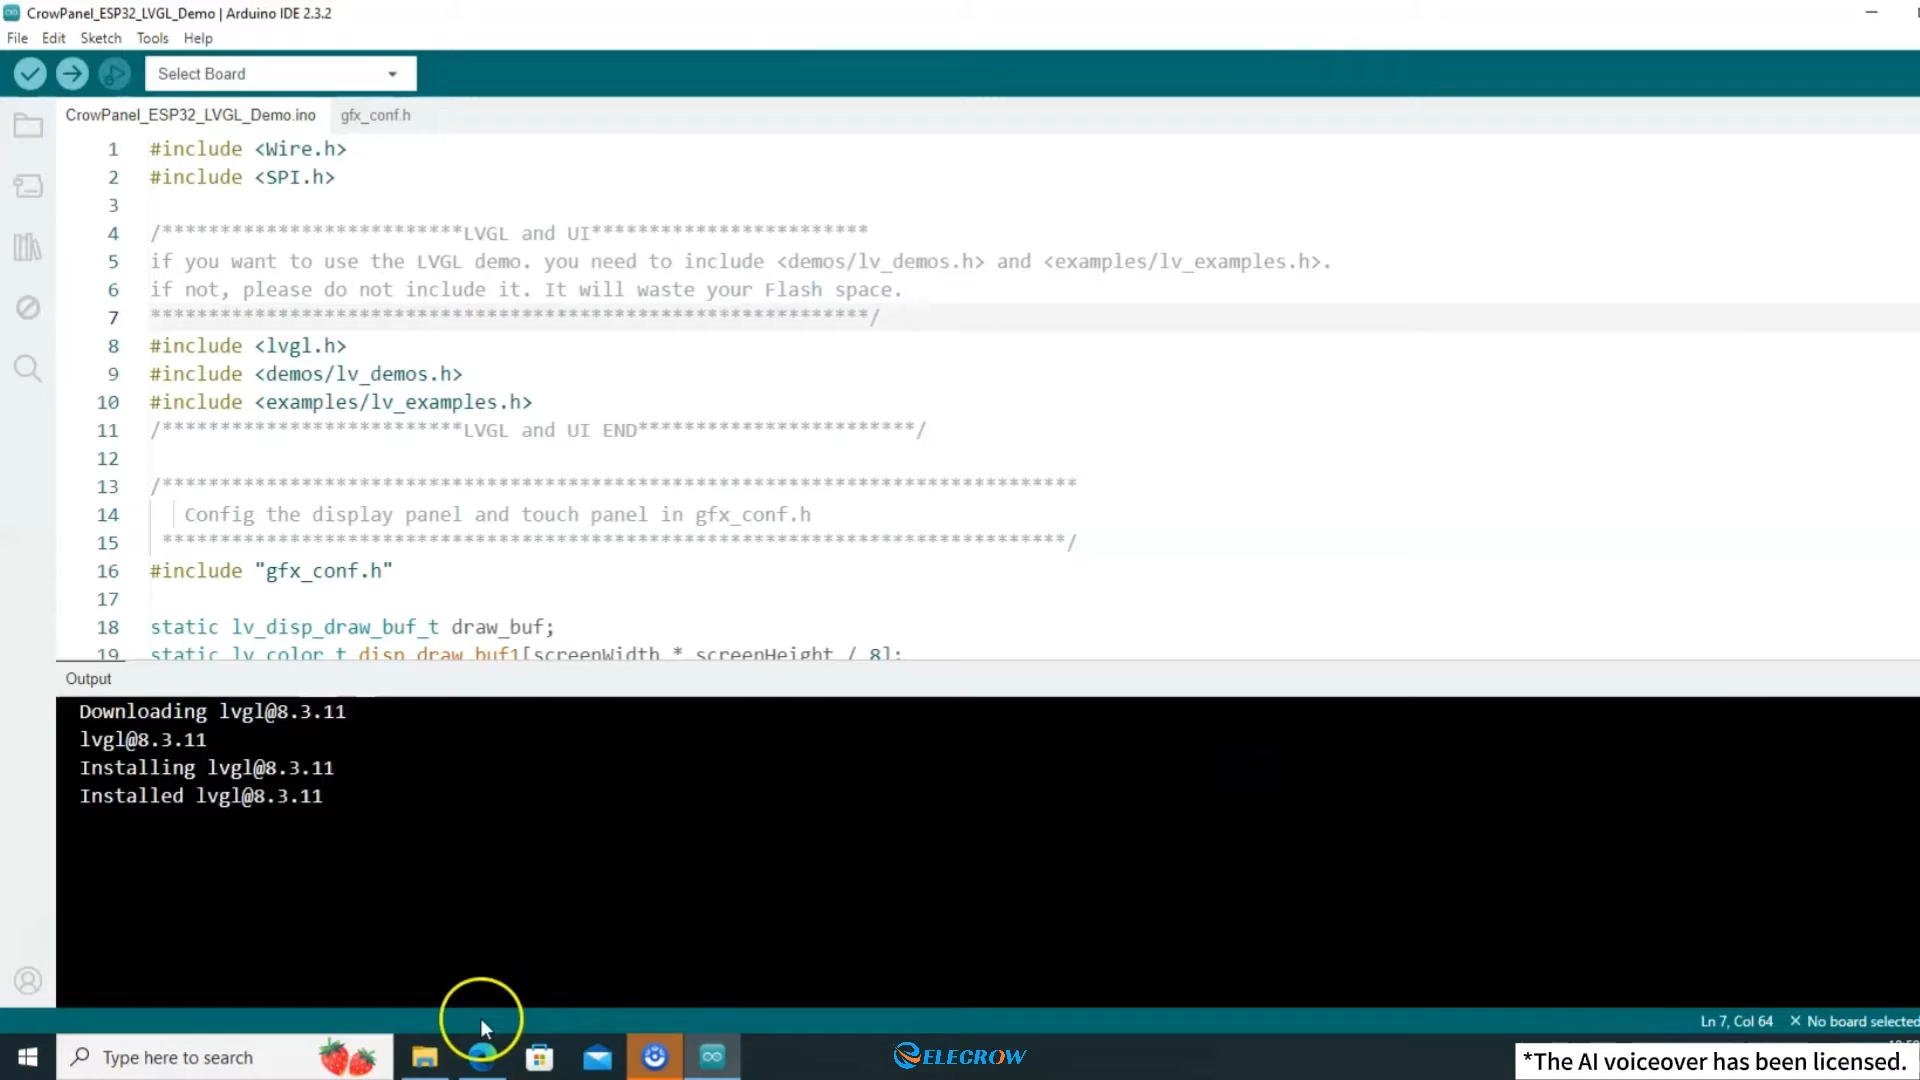 CrowPanel_ESP32_LVGL_Demo | Arduino IDE 2.3.2
File Edit Sketch Tools Help
Select Board
CrowPanel_ESP32_LVGL_Demo.ino gfx_conf.h
1 #include <Wire.h>
2 #include <SPI.h>
3
4 /**************************LVGL and UI************************
5 if you want to use the LVGL demo. you need to include <demos/lv_demos.h> and <examples/lv_examples.h>.
6 if not, please do not include it. It will waste your Flash space.
7 **************************************************************/
8 #include <lvgl.h>
9 #include <demos/lv_demos.h>
10 #include <examples/lv_examples.h>
11 /**************************LVGL and UI END************************/
12
13 /*******************************************************************************
14 Config the display panel and touch panel in gfx_conf.h
15 ******************************************************************************/
16 #include "gfx_conf.h"
17
18 static lv_disp_draw_buf_t draw_buf;
19 static lv_color_t disp_draw_buf1[screenWidth * screenHeight / 8];
Output
Downloading lvgl@8.3.11
lvgl@8.3.11
Installing lvgl@8.3.11
Installed lvgl@8.3.11
Ln 7, Col 64 × No board selected
Type here to search
ELECROW
*The AI voiceover has been licensed.